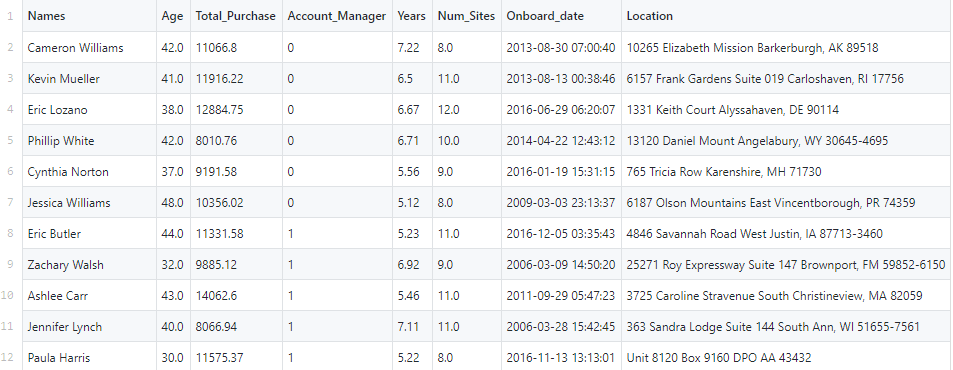 1 Names Age Total_Purchase Account_Manager Years Num_Sites Onboard_date Location
2 Cameron Williams 42.0 11066.8 0 7.22 8.0 2013-08-30 07:00:40 10265 Elizabeth Mission Barkerburgh, AK 89518
3 Kevin Mueller 41.0 11916.22 0 6.5 11.0 2013-08-13 00:38:46 6157 Frank Gardens Suite 019 Carloshaven, RI 17756
4 Eric Lozano 38.0 12884.75 0 6.67 12.0 2016-06-29 06:20:07 1331 Keith Court Alyssahaven, DE 90114
5 Phillip White 42.0 8010.76 0 6.71 10.0 2014-04-22 12:43:12 13120 Daniel Mount Angelabury, WY 30645-4695
6 Cynthia Norton 37.0 9191.58 0 5.56 9.0 2016-01-19 15:31:15 765 Tricia Row Karenshire, MH 71730
7 Jessica Williams 48.0 10356.02 0 5.12 8.0 2009-03-03 23:13:37 6187 Olson Mountains East Vincentborough, PR 74359
8 Eric Butler 44.0 11331.58 1 5.23 11.0 2016-12-05 03:35:43 4846 Savannah Road West Justin, IA 87713-3460
9 Zachary Walsh 32.0 9885.12 1 6.92 9.0 2006-03-09 14:50:20 25271 Roy Expressway Suite 147 Brownport, FM 59852-6150
10 Ashlee Carr 43.0 14062.6 1 5.46 11.0 2011-09-29 05:47:23 3725 Caroline Stravenue South Christineview, MA 82059
11 Jennifer Lynch 40.0 8066.94 1 7.11 11.0 2006-03-28 15:42:45 363 Sandra Lodge Suite 144 South Ann, WI 51655-7561
12 Paula Harris 30.0 11575.37 1 5.22 8.0 2016-11-13 13:13:01 Unit 8120 Box 9160 DPO AA 43432